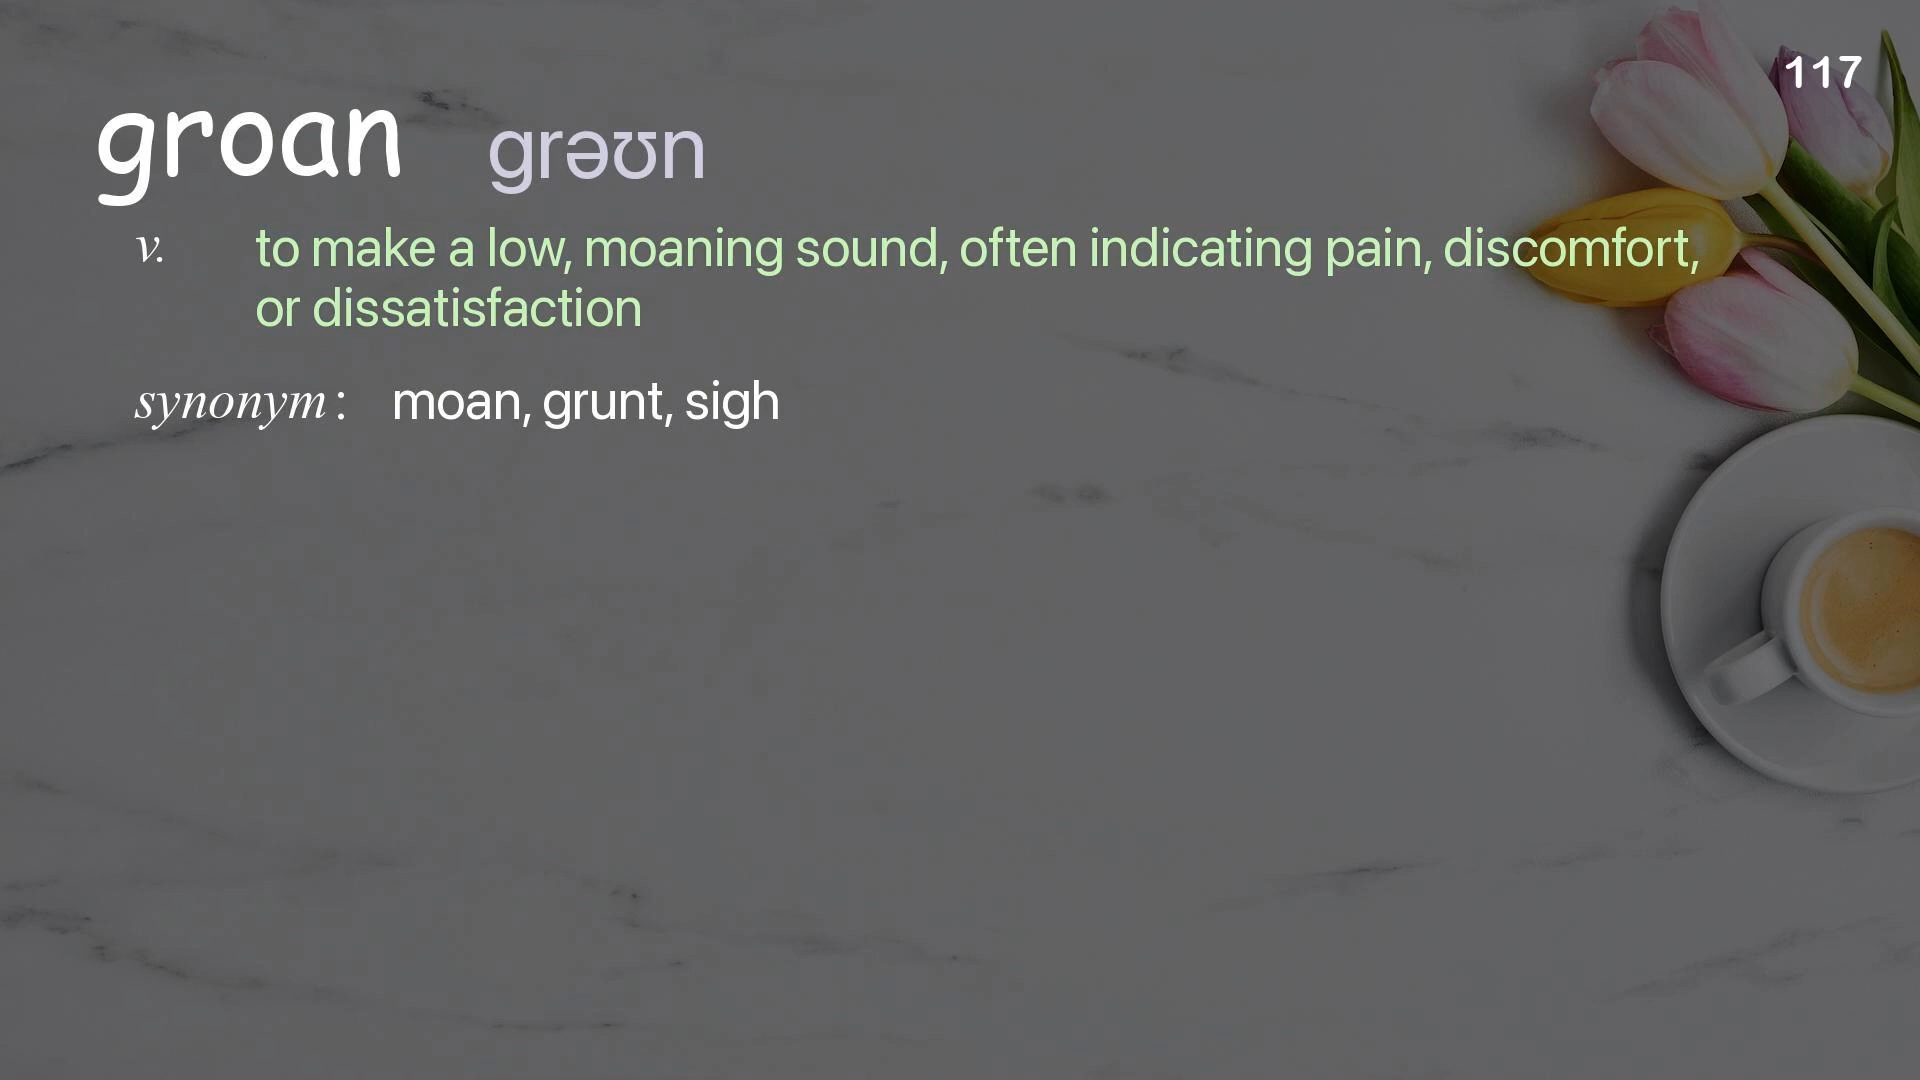 117
groan grəʊn
v. to make a low, moaning sound, often indicating pain, discomfort,
or dissatisfaction
synonym : moan, grunt, sigh